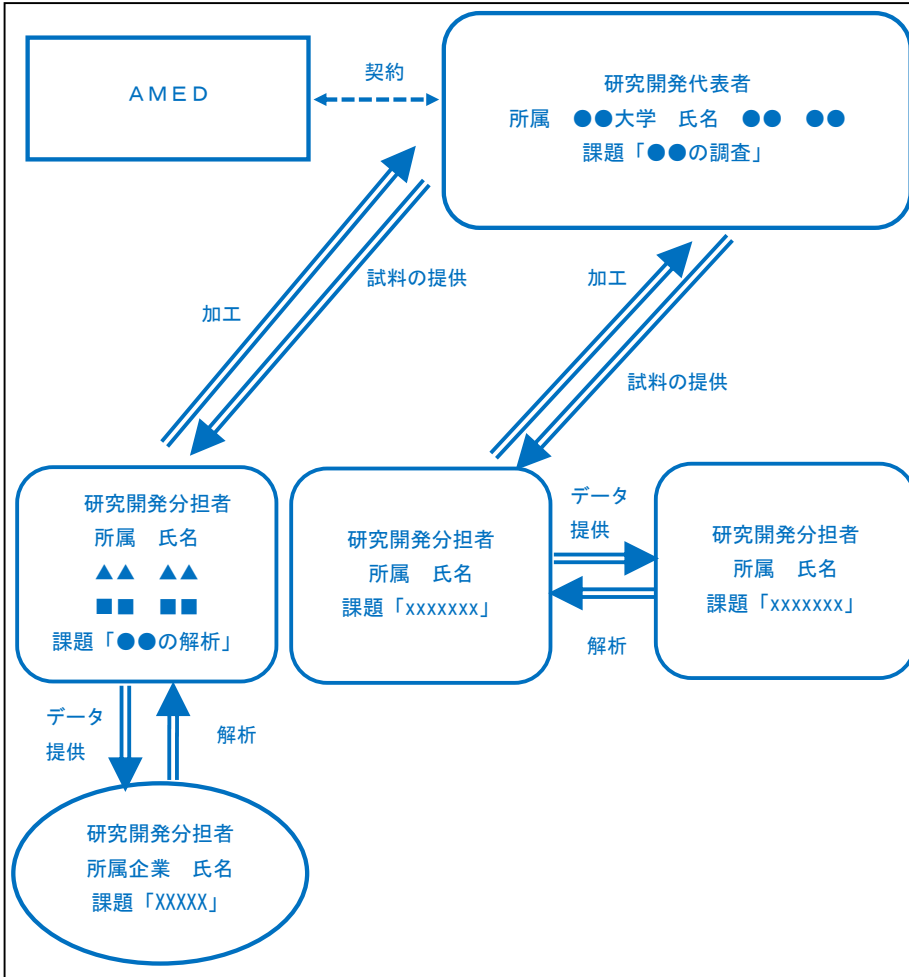 AMED
契約
研究開発代表者
所属　●●大学　氏名　●●　●●
課題「●●の調査」
加工
試料の提供
加工
試料の提供
研究開発分担者
所属　氏名
▲▲　▲▲
■■　■■
課題「●●の解析」
研究開発分担者
所属　氏名
課題「xxxxxxx」
データ
提供
解析
研究開発分担者
所属　氏名
課題「xxxxxxx」
データ
提供
解析
研究開発分担者
所属企業　氏名
課題「XXXXX」